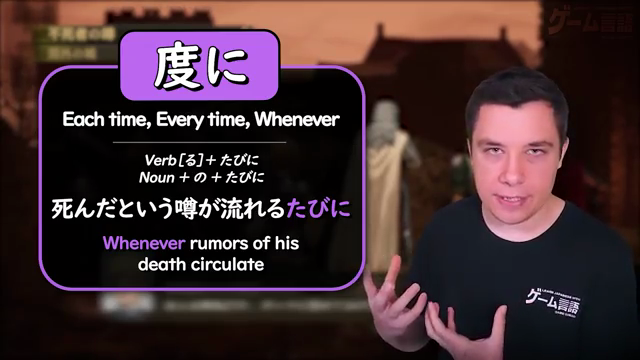 ゲーム言語
度に
Each time, Every time, Whenever
Verb [る] + たびに
Noun + の + たびに
死んだという噂が流れるたびに
Whenever rumors of his
death circulate
ゲーム言語